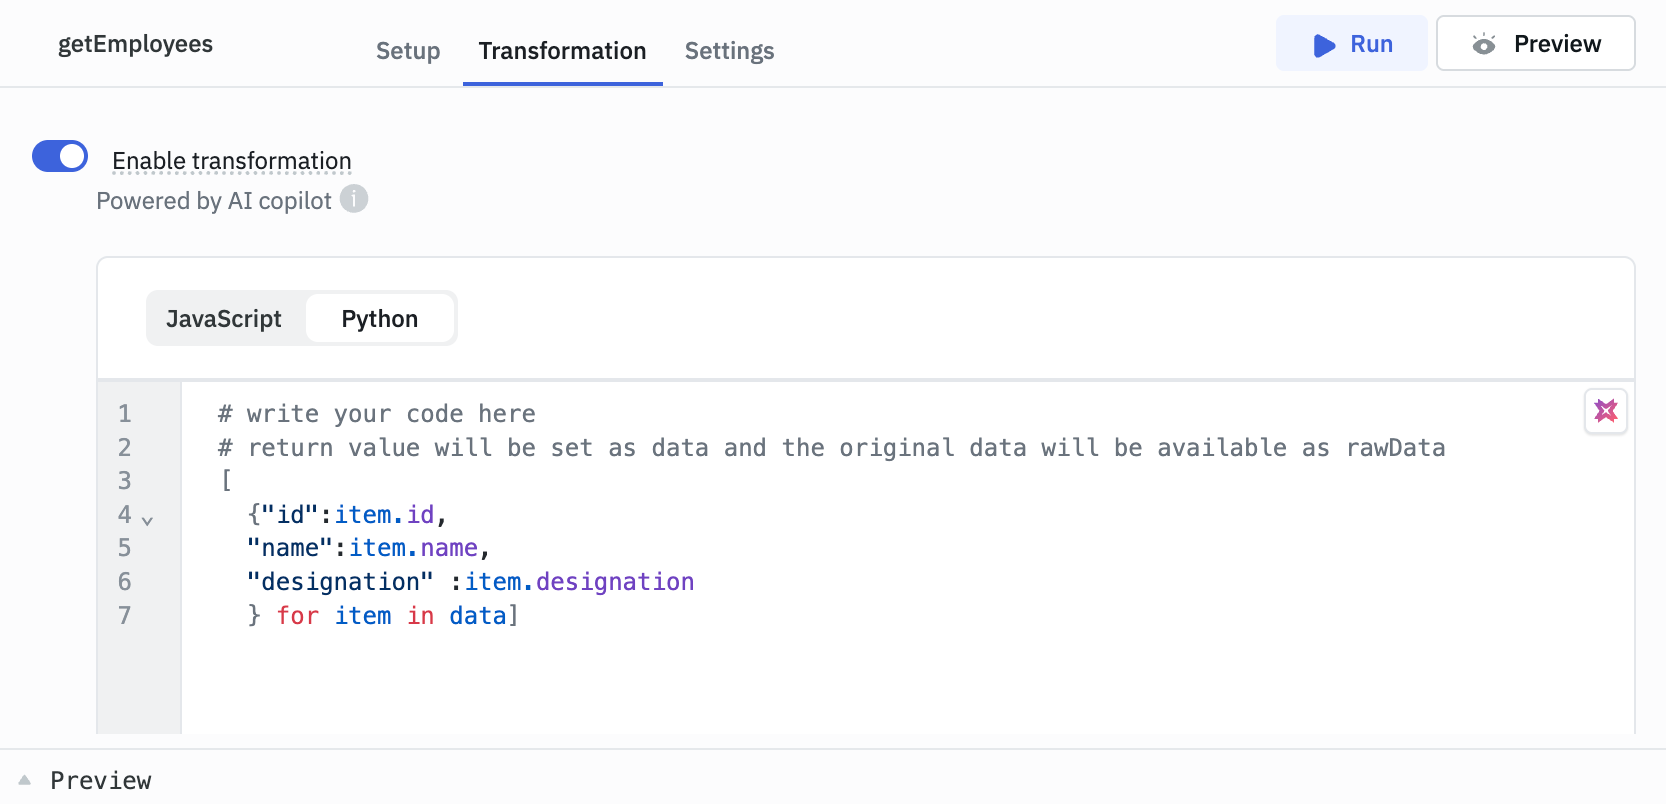 getEmployees
Setup Transformation Settings
Run Preview
Enable transformation
Powered by AI copilot i
JavaScript Python
1 # write your code here
2 # return value will be set as data and the original data will be available as rawData
3 [
4 {"id":item.id,
5 "name":item.name,
6 "designation" :item.designation
7 } for item in data]
Preview